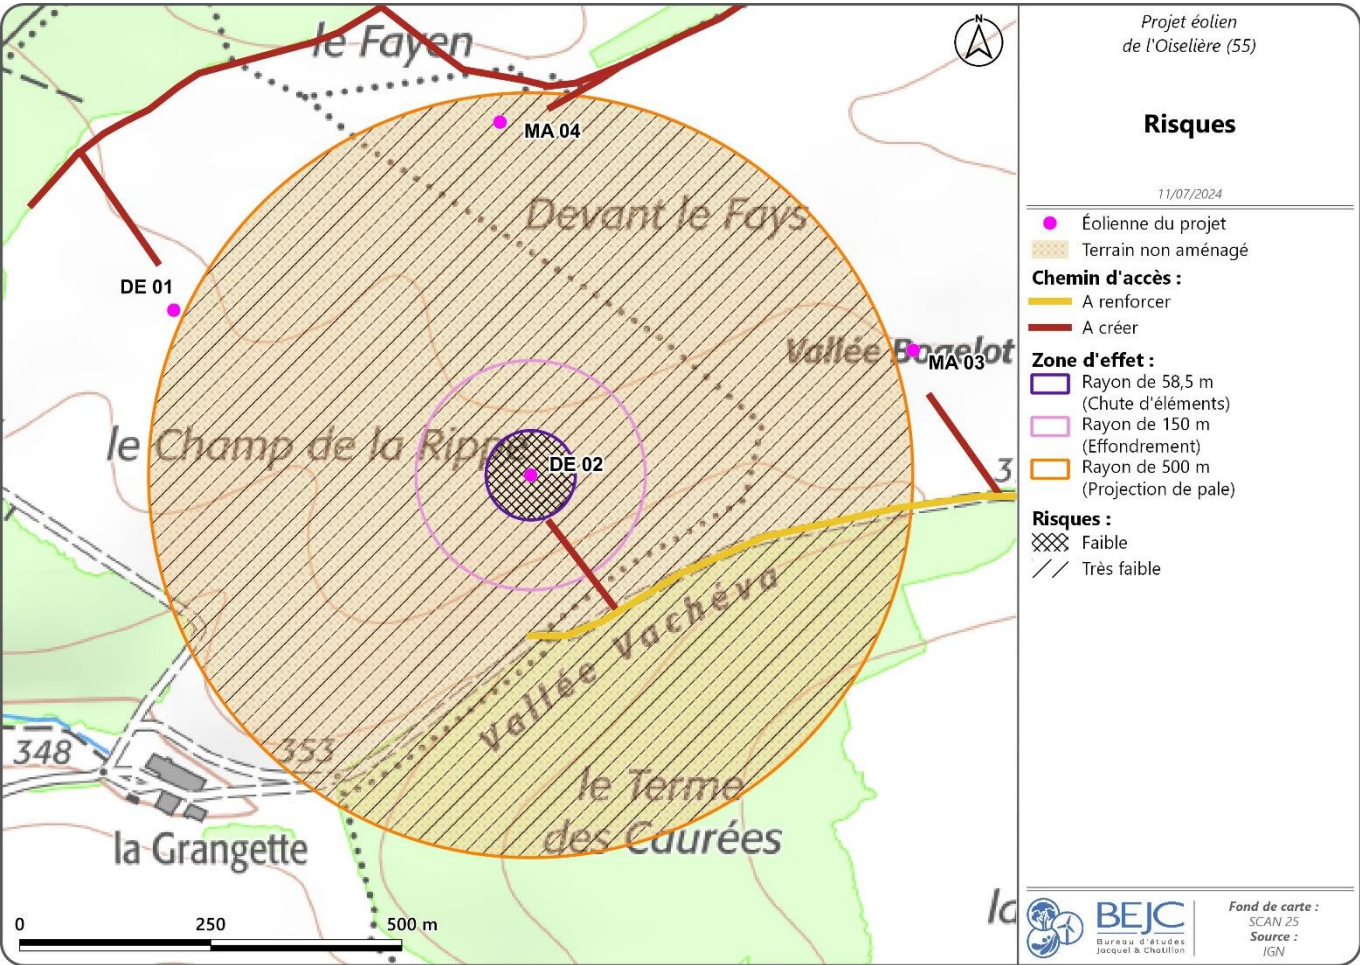 le Fayen
N
MA 04
Devant le Fays
DE 01
Vallée Bogelot
MA 03
le Champ de la Rippe
DE 02
3
Vallée Vachéva
348
353
le Terme
des Caurées
la Grangette
0 250 500 m
Projet éolien
de l'Oiselière (55)
Risques
11/07/2024
Éolienne du projet
Terrain non aménagé
Chemin d'accès :
A renforcer
A créer
Zone d'effet :
Rayon de 58,5 m
(Chute d'éléments)
Rayon de 150 m
(Effondrement)
Rayon de 500 m
(Projection de pale)
Risques :
Faible
Très faible
BEJC
Bureau d'études
Jacquel & Chatillon
Fond de carte :
SCAN 25
Source :
IGN